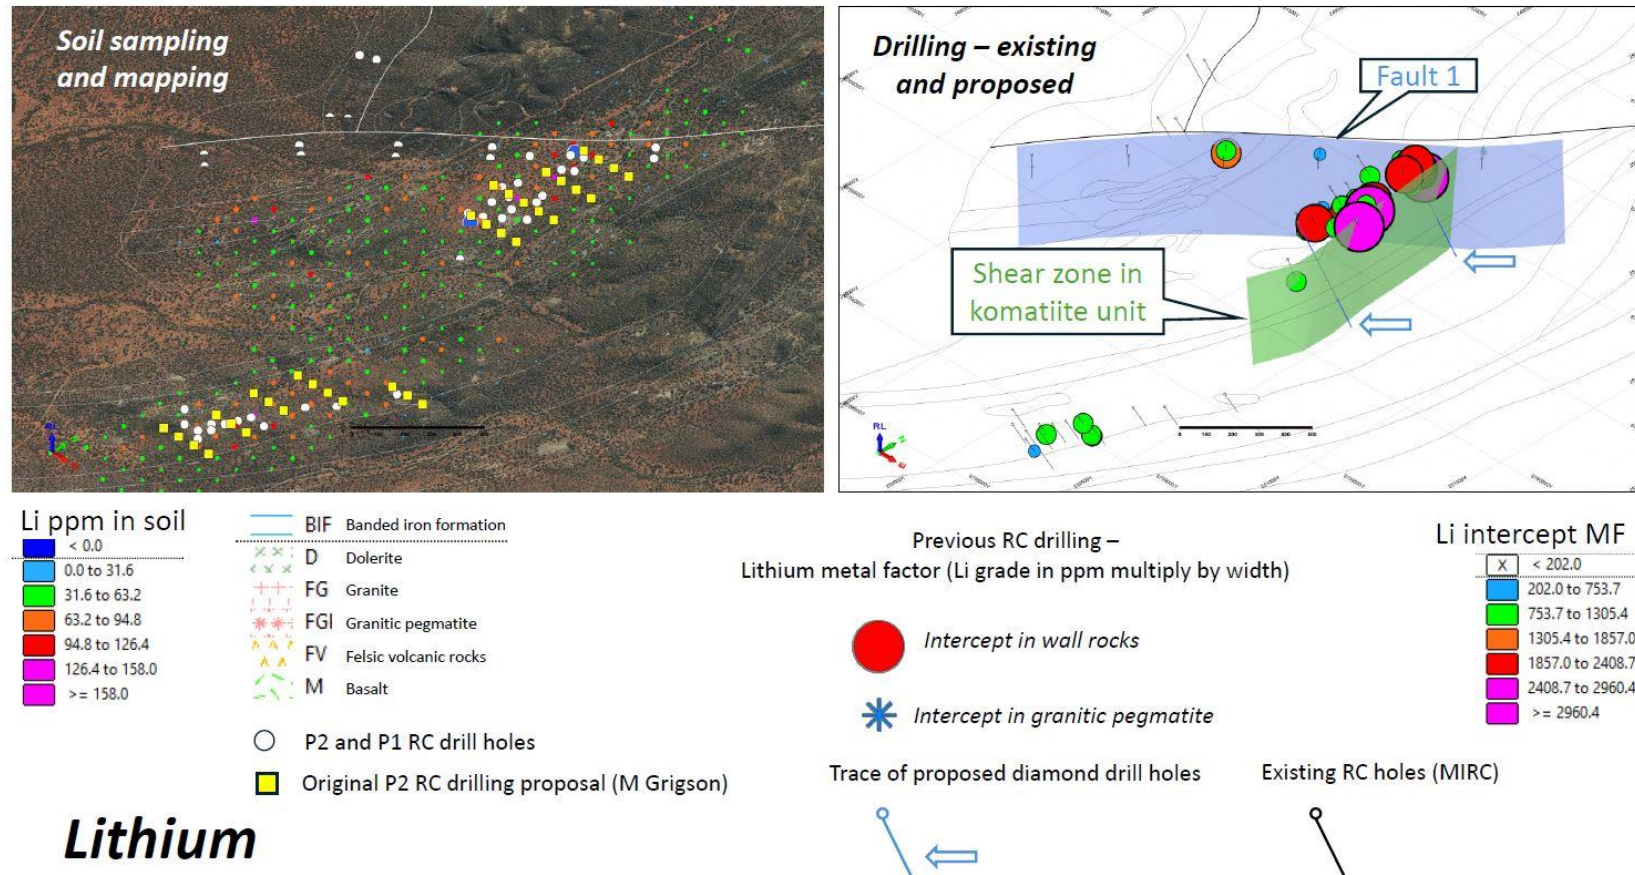 Soil sampling
and mapping
Drilling – existing
and proposed
Fault 1
Shear zone in
komatiite unit
RL
RL
N
E
Li ppm in soil
< 0.0
0.0 to 31.6
31.6 to 63.2
63.2 to 94.8
94.8 to 126.4
126.4 to 158.0
>= 158.0
BIF Banded iron formation
D Dolerite
FG Granite
FGI Granitic pegmatite
FV Felsic volcanic rocks
M Basalt
P2 and P1 RC drill holes
Original P2 RC drilling proposal (M Grigson)
Lithium
Previous RC drilling –
Lithium metal factor (Li grade in ppm multiply by width)
Intercept in wall rocks
Intercept in granitic pegmatite
Trace of proposed diamond drill holes
Existing RC holes (MIRC)
Li intercept MF
X < 202.0
202.0 to 753.7
753.7 to 1305.4
1305.4 to 1857.0
1857.0 to 2408.7
2408.7 to 2960.4
>= 2960.4